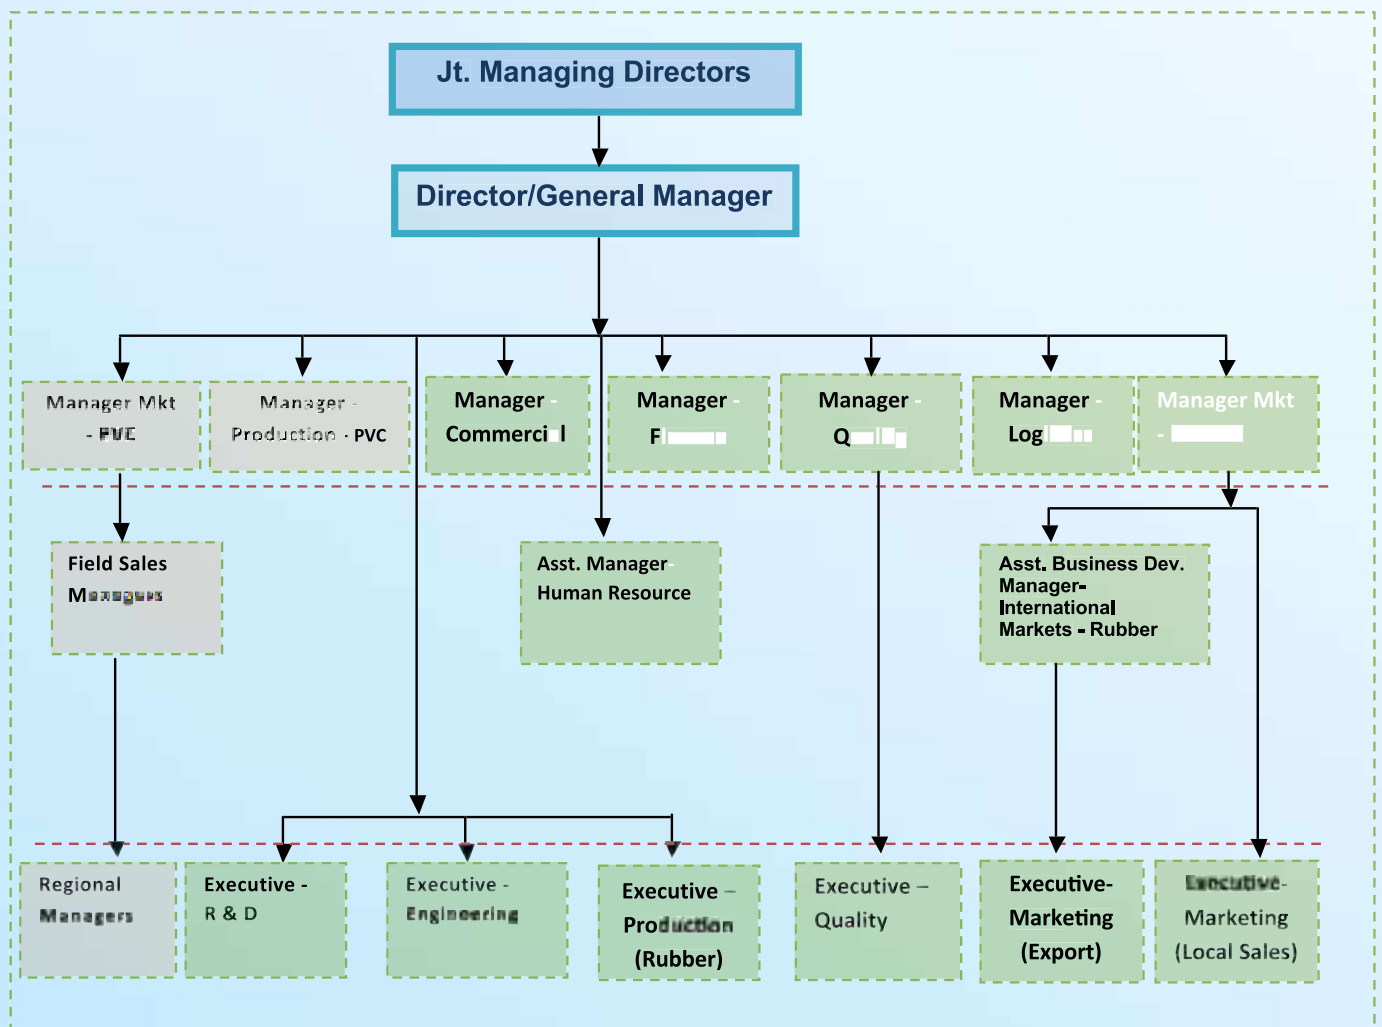 Jt. Managing Directors
Director/General Manager
Manager Mkt
- PVC
Manager -
Production - PVC
Manager -
Commercial
Manager -
Manager -
Manager -
Manager Mkt
-
Field Sales
Managers
Asst. Manager-
Human Resource
Asst. Business Dev.
Manager-
International
Markets - Rubber
Regional
Managers
Executive -
R & D
Executive -
Engineering
Executive –
Production
(Rubber)
Executive –
Quality
Executive-
Marketing
(Export)
Executive-
Marketing
(Local Sales)